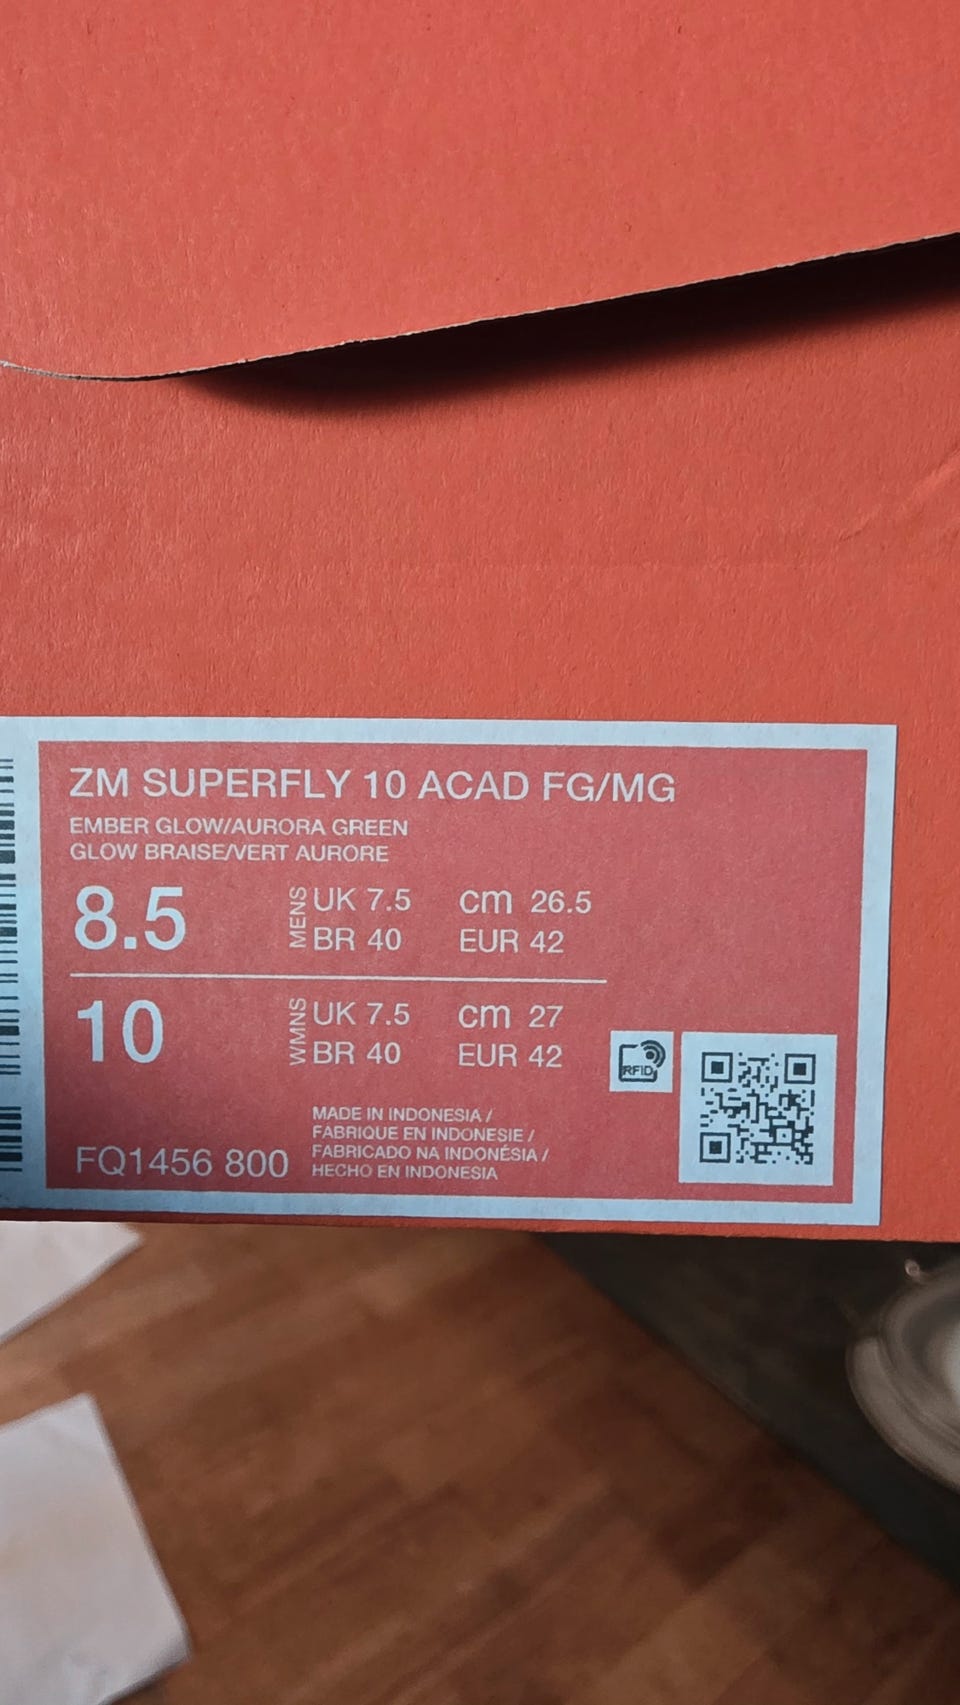 ZM SUPERFLY 10 ACAD FG/MG
EMBER GLOW/AURORA GREEN
GLOW BRAISE/VERT AURORE
8.5 MENS UK 7.5 cm 26.5
BR 40 EUR 42
10 WMNS UK 7.5 cm 27
BR 40 EUR 42
RFID
MADE IN INDONESIA /
FABRIQUE EN INDONESIE /
FABRICADO NA INDONÉSIA /
HECHO EN INDONESIA
FQ1456 800